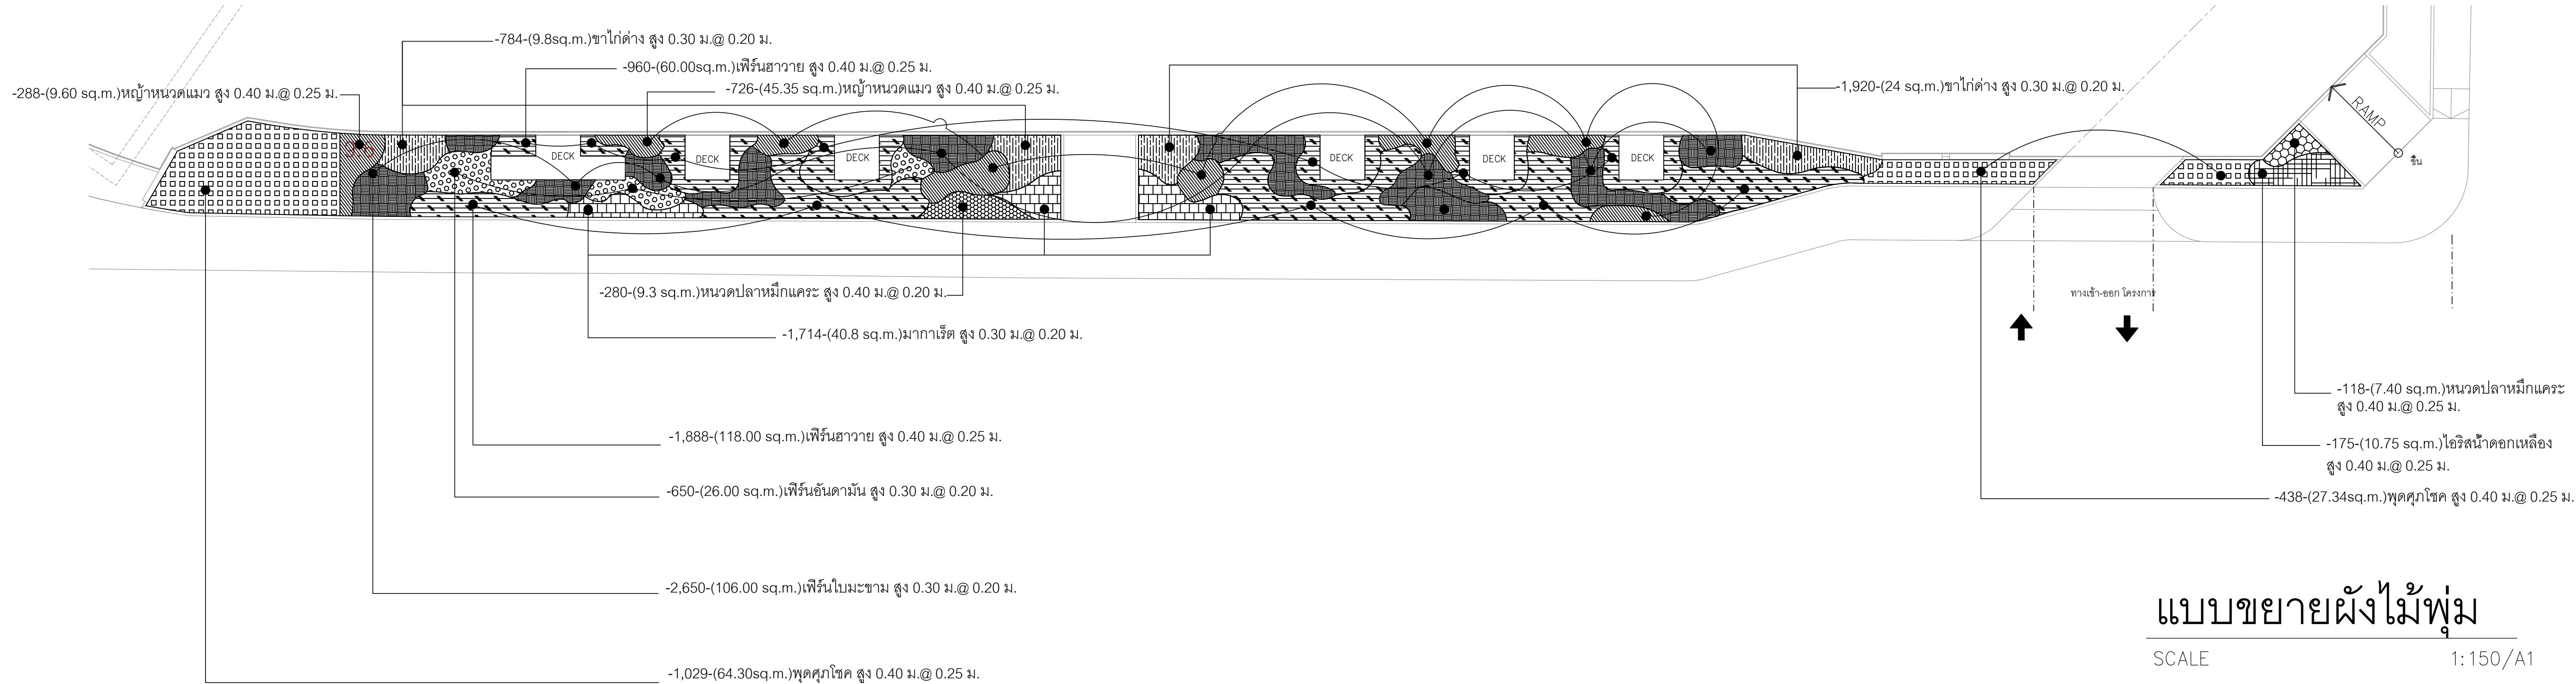 -784-(9.8sq.m.)ขาไก่ด่าง สูง 0.30 ม.@ 0.20 ม.
-960-(60.00sq.m.)เฟิร์นฮาวาย สูง 0.40 ม.@ 0.25 ม.
-288-(9.60 sq.m.)หญ้าหนวดแมว สูง 0.40 ม.@ 0.25 ม.
-726-(45.35 sq.m.)หญ้าหนวดแมว สูง 0.40 ม.@ 0.25 ม.
-1,920-(24 sq.m.)ขาไก่ด่าง สูง 0.30 ม.@ 0.20 ม.
RAMP
ขึ้น
9.6
DECK
DECK
DECK
DECK
DECK
DECK
-280-(9.3 sq.m.)หนวดปลาหมึกแคระ สูง 0.40 ม.@ 0.20 ม.
ทางเข้า-ออก โครงการ
-1,714-(40.8 sq.m.)มากาเร็ต สูง 0.30 ม.@ 0.20 ม.
-118-(7.40 sq.m.)หนวดปลาหมึกแคระ
สูง 0.40 ม.@ 0.25 ม.
-1,888-(118.00 sq.m.)เฟิร์นฮาวาย สูง 0.40 ม.@ 0.25 ม.
-175-(10.75 sq.m.)ไอริสน้ำดอกเหลือง
สูง 0.40 ม.@ 0.25 ม.
-650-(26.00 sq.m.)เฟิร์นอันดามัน สูง 0.30 ม.@ 0.20 ม.
-438-(27.34sq.m.)พุดศุภโชค สูง 0.40 ม.@ 0.25 ม.
-2,650-(106.00 sq.m.)เฟิร์นใบมะขาม สูง 0.30 ม.@ 0.20 ม.
-1,029-(64.30sq.m.)พุดศุภโชค สูง 0.40 ม.@ 0.25 ม.
แบบขยายผังไม้พุ่ม
SCALE 1:150/A1